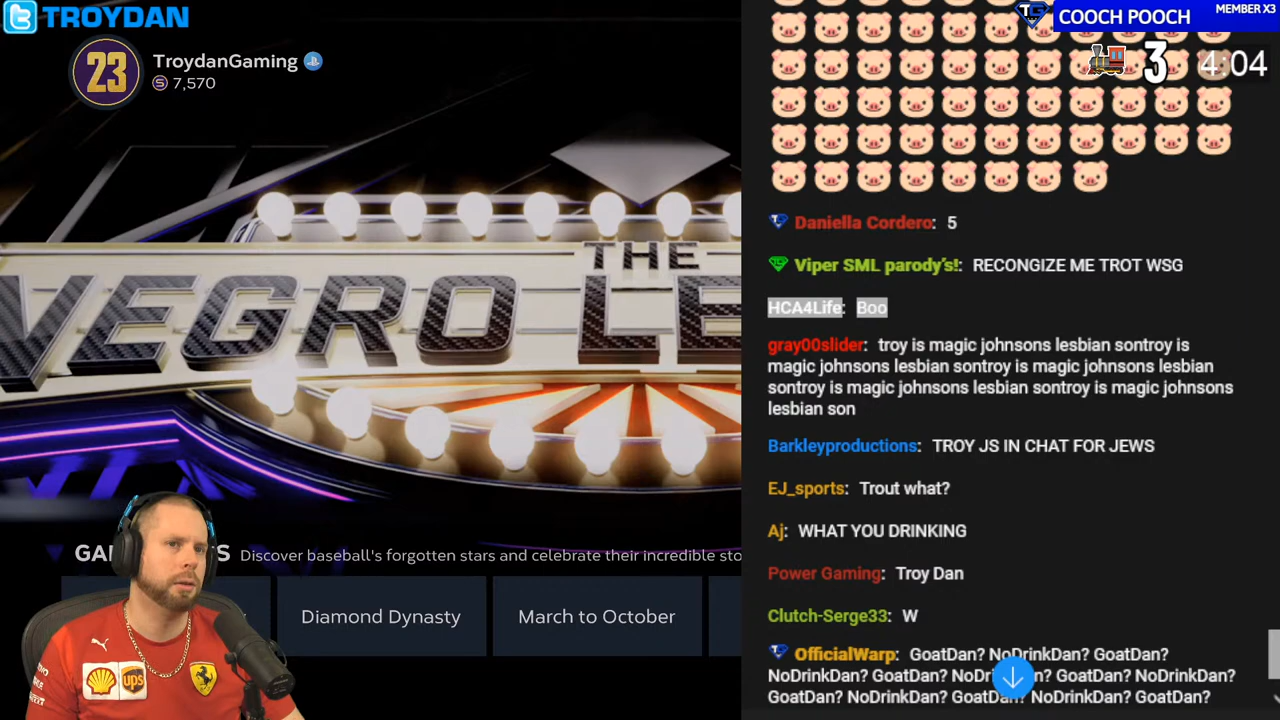 TROYDAN
23
TroydanGaming
S 7,570
THE
NEGRO LE
Discover baseball's forgotten stars and celebrate their incredible sto
Diamond Dynasty
March to October
ups
COOCH POOCH
MEMBER X3
3
4:04
Daniella Cordero: 5
Viper SML parody's!: RECONGIZE ME TROT WSG
HCA4Life: Boo
gray00slider: troy is magic johnsons lesbian sontroy is
magic johnsons lesbian sontroy is magic johnsons lesbian
sontroy is magic johnsons lesbian sontroy is magic johnsons
lesbian son
Barkleyproductions: TROY JS IN CHAT FOR JEWS
EJ_sports: Trout what?
Aj: WHAT YOU DRINKING
Power Gaming: Troy Dan
Clutch-Serge33: W
OfficialWarp: GoatDan? NoDrinkDan? GoatDan?
NoDrinkDan? GoatDan? GoatDan? NoDrinkDan?
GoatDan? NoDrinkDan? NoDrinkDan? GoatDan?